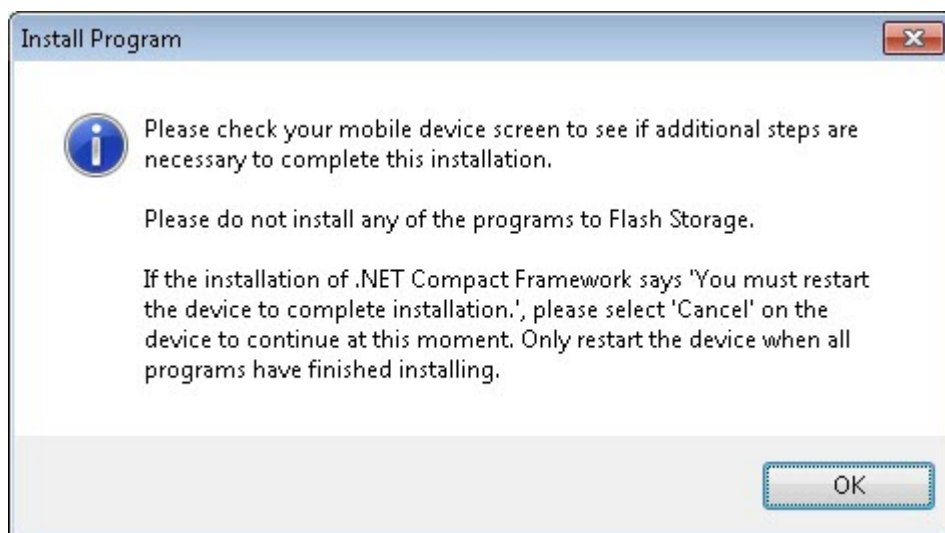 Install Program
Please check your mobile device screen to see if additional steps are
necessary to complete this installation.
Please do not install any of the programs to Flash Storage.
If the installation of .NET Compact Framework says 'You must restart
the device to complete installation.', please select 'Cancel' on the
device to continue at this moment. Only restart the device when all
programs have finished installing.
OK